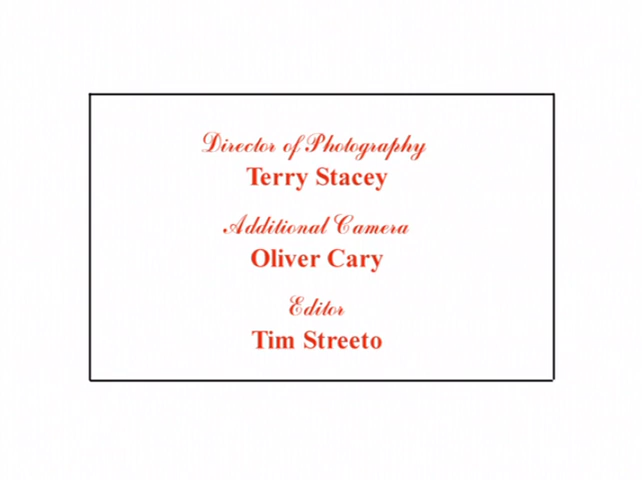 Director of Photography
Terry Stacey
Additional Camera
Oliver Cary
Editor
Tim Streeto